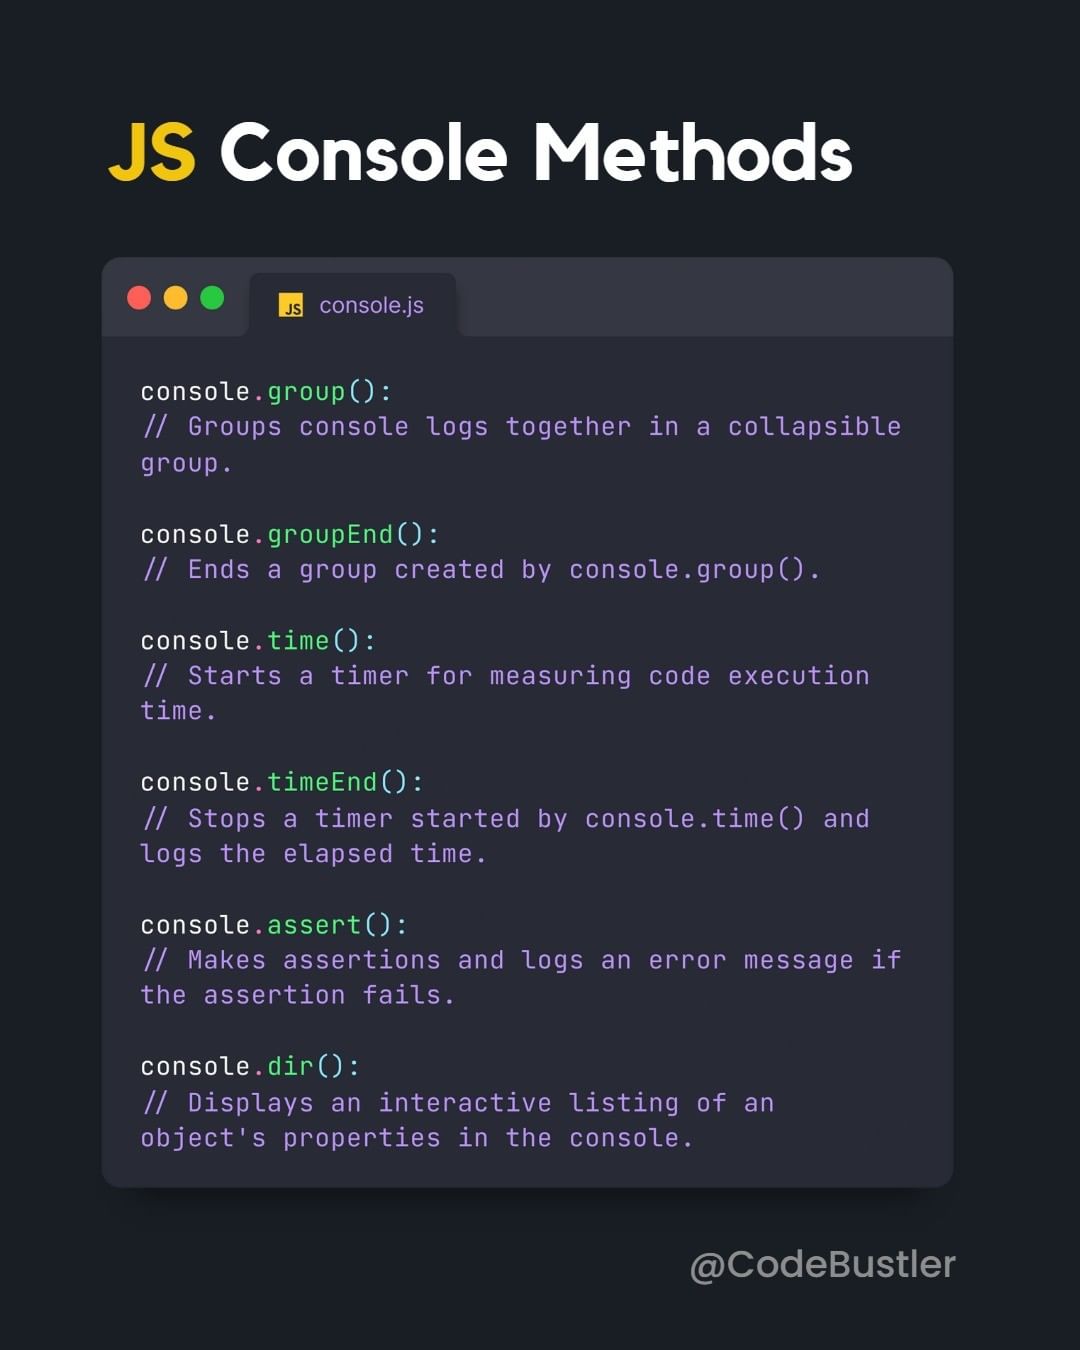 JS Console Methods
JS console.js
console.group():
// Groups console logs together in a collapsible
group.
console.groupEnd():
// Ends a group created by console.group().
console.time():
// Starts a timer for measuring code execution
time.
console.timeEnd():
// Stops a timer started by console.time() and
logs the elapsed time.
console.assert():
// Makes assertions and logs an error message if
the assertion fails.
console.dir():
// Displays an interactive listing of an
object's properties in the console.
@CodeBustler